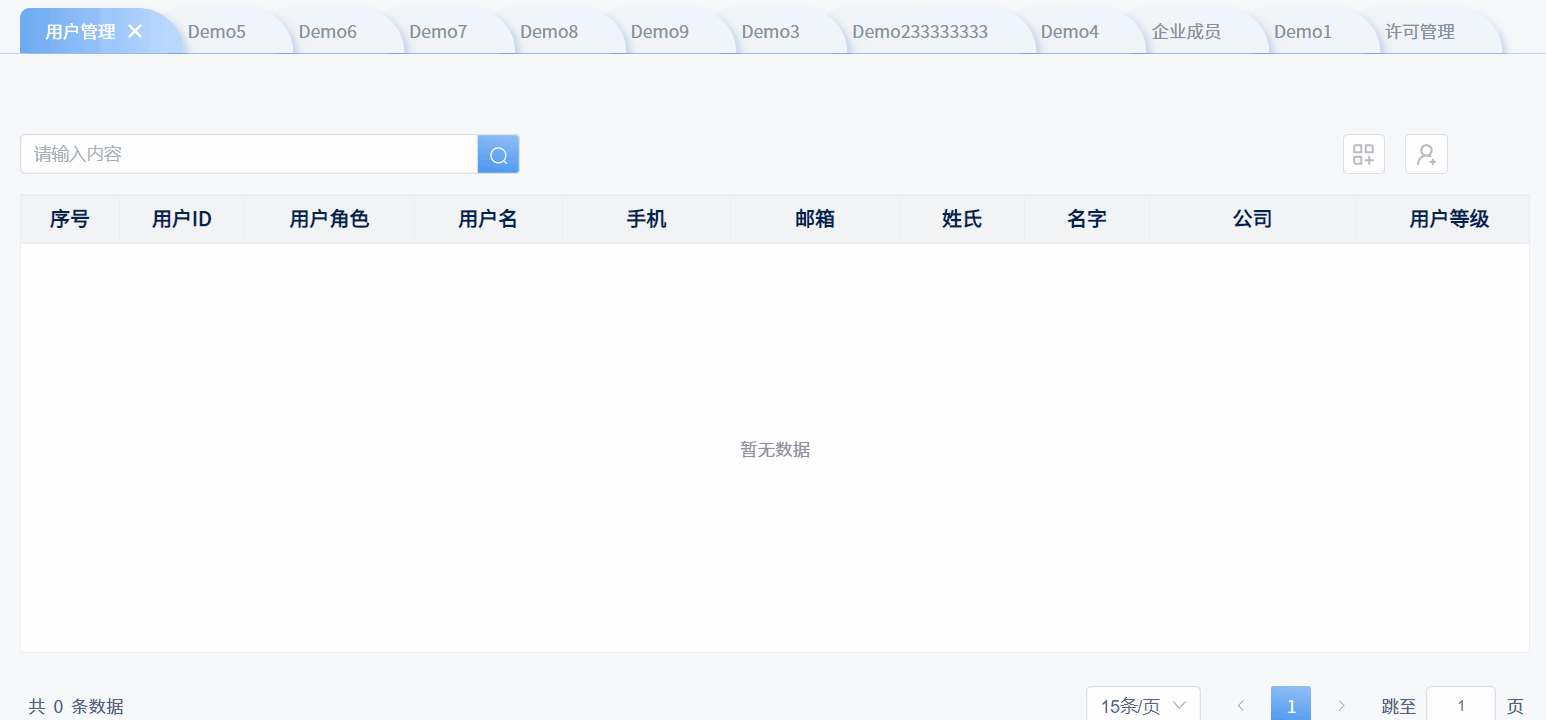 用户管理 Demo5 Demo6 Demo7 Demo8 Demo9 Demo3 Demo233333333 Demo4 企业成员 Demo1 许可管理
请输入内容
序号 用户ID 用户角色 用户名 手机 邮箱 姓氏 名字 公司 用户等级
暂无数据
共 0 条数据 15条/页 1 跳至 1 页